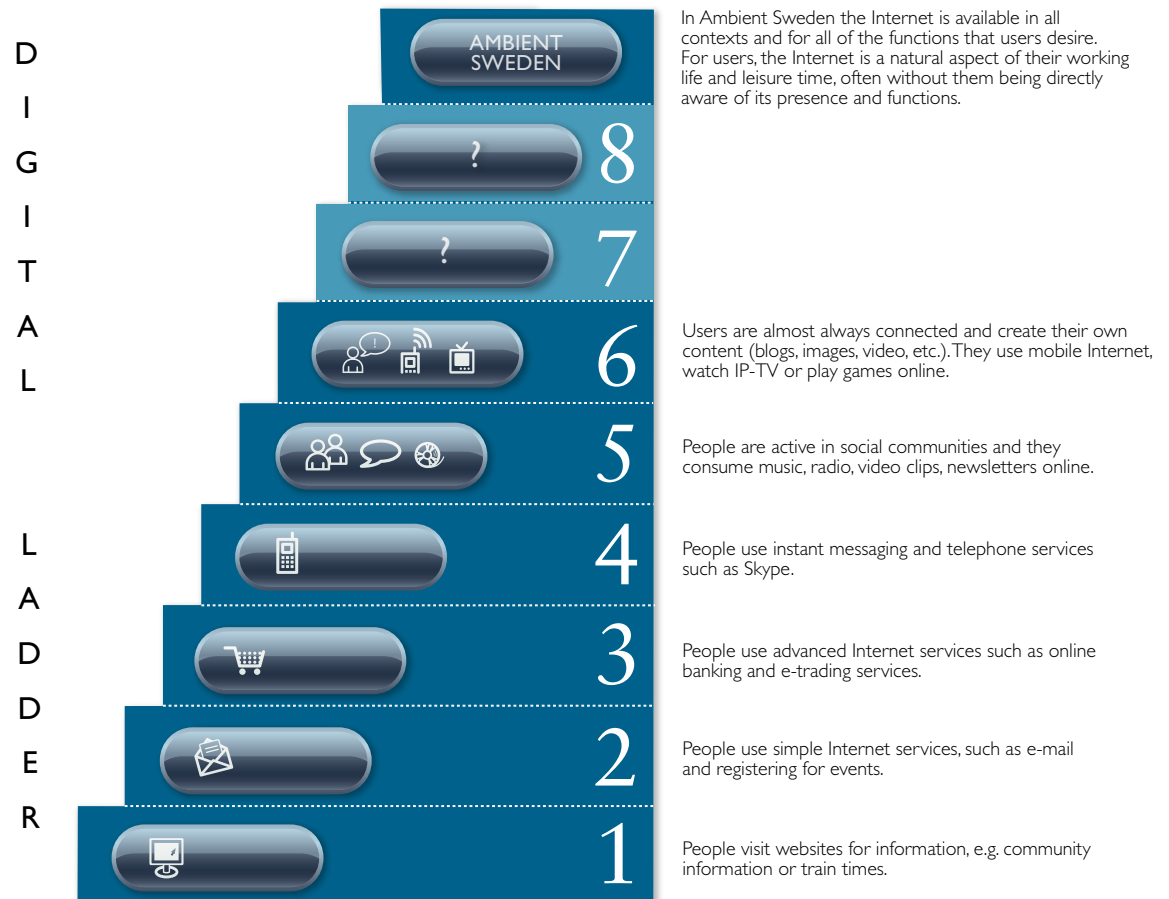 DIGITAL
LADDER
AMBIENT
SWEDEN
In Ambient Sweden the Internet is available in all
contexts and for all of the functions that users desire.
For users, the Internet is a natural aspect of their working
life and leisure time, often without them being directly
aware of its presence and functions.
?
8
?
7
!
6
Users are almost always connected and create their own
content (blogs, images, video, etc.). They use mobile Internet,
watch IP-TV or play games online.
5
People are active in social communities and they
consume music, radio, video clips, newsletters online.
4
People use instant messaging and telephone services
such as Skype.
3
People use advanced Internet services such as online
banking and e-trading services.
2
People use simple Internet services, such as e-mail
and registering for events.
1
People visit websites for information, e.g. community
information or train times.